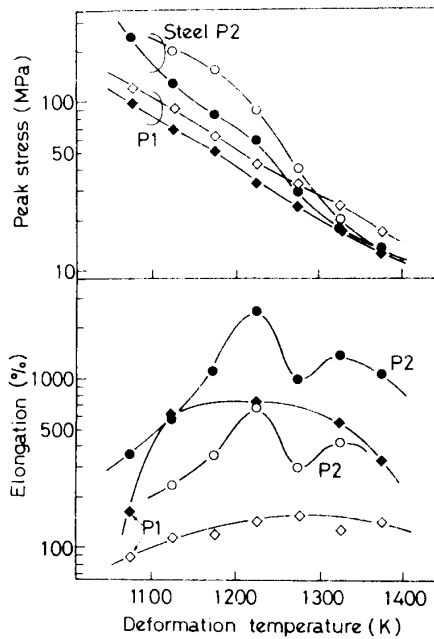 Steel P2
P1
100
50
10
Peak stress (MPa)
P2
P2
P1
1000
500
100
Elongation (%)
1100
1200
1300
1400
Deformation temperature (K)